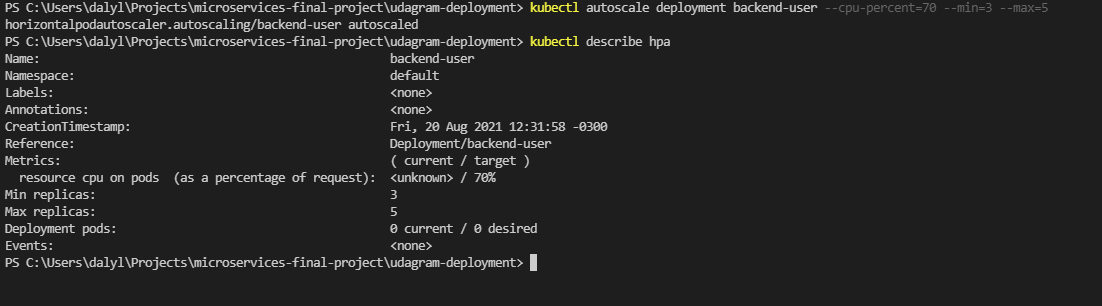 PS C:\Users\dalyl\Projects\microservices-final-project\udagram-deployment> kubectl autoscale deployment backend-user --cpu-percent=70 --min=3 --max=5
horizontalpodautoscaler.autoscaling/backend-user autoscaled
PS C:\Users\dalyl\Projects\microservices-final-project\udagram-deployment> kubectl describe hpa
Name: backend-user
Namespace: default
Labels: <none>
Annotations: <none>
CreationTimestamp: Fri, 20 Aug 2021 12:31:58 -0300
Reference: Deployment/backend-user
Metrics: ( current / target )
  resource cpu on pods  (as a percentage of request): <unknown> / 70%
Min replicas: 3
Max replicas: 5
Deployment pods: 0 current / 0 desired
Events: <none>
PS C:\Users\dalyl\Projects\microservices-final-project\udagram-deployment>